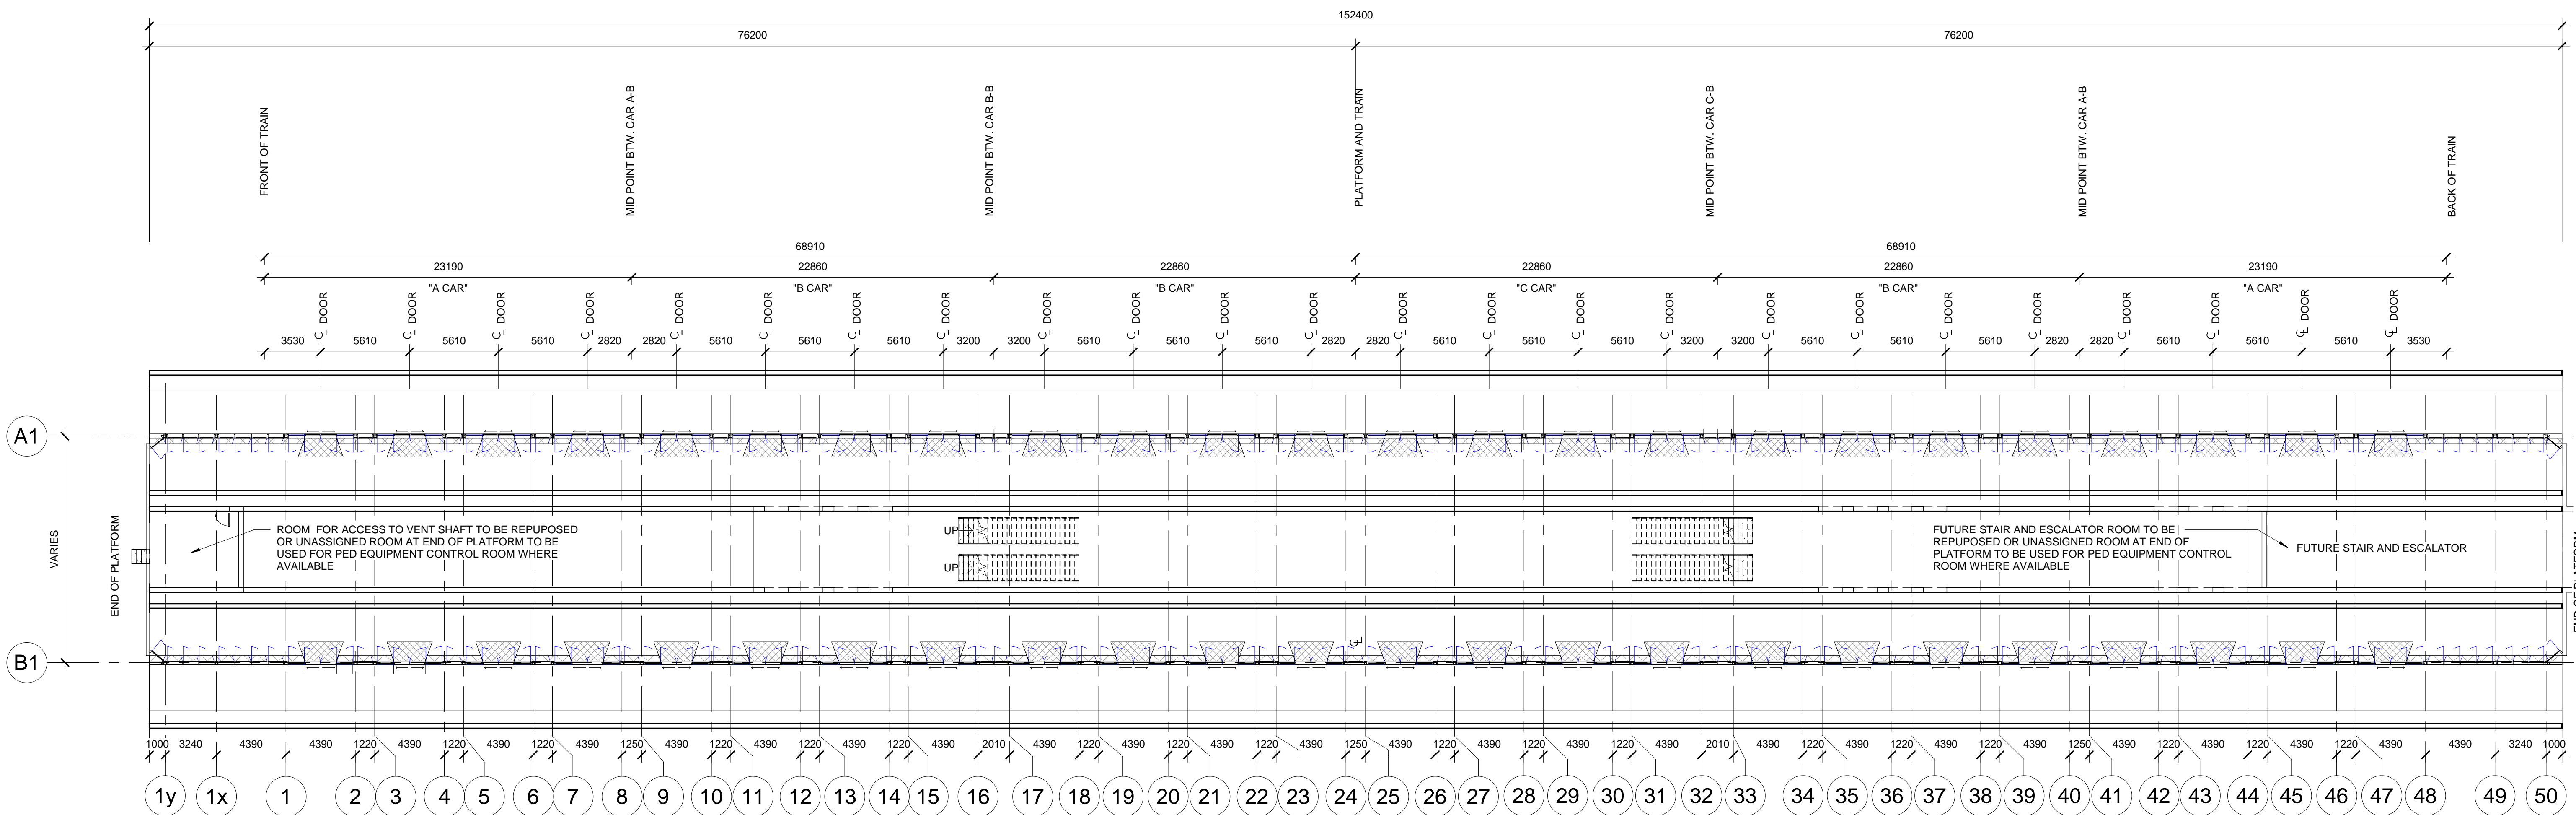 152400
76200 76200
FRONT OF TRAIN
MID POINT BTW. CAR A-B
MID POINT BTW. CAR B-B
PLATFORM AND TRAIN
MID POINT BTW. CAR C-B
MID POINT BTW. CAR A-B
BACK OF TRAIN
68910 68910
23190 22860 22860 22860 22860 23190
"A CAR" "B CAR" "B CAR" "C CAR" "B CAR" "A CAR"
℄ DOOR ℄ DOOR ℄ DOOR ℄ DOOR ℄ DOOR ℄ DOOR ℄ DOOR ℄ DOOR ℄ DOOR ℄ DOOR ℄ DOOR ℄ DOOR ℄ DOOR ℄ DOOR ℄ DOOR ℄ DOOR ℄ DOOR ℄ DOOR ℄ DOOR ℄ DOOR ℄ DOOR ℄ DOOR ℄ DOOR ℄ DOOR
3530 5610 5610 5610 2820 2820 5610 5610 5610 3200 3200 5610 5610 5610 2820 2820 5610 5610 5610 3200 3200 5610 5610 5610 2820 2820 5610 5610 5610 3530
A1
VARIES
END OF PLATFORM
ROOM FOR ACCESS TO VENT SHAFT TO BE REPUPOSED
OR UNASSIGNED ROOM AT END OF PLATFORM TO BE
USED FOR PED EQUIPMENT CONTROL ROOM WHERE
AVAILABLE
UP
UP
FUTURE STAIR AND ESCALATOR ROOM TO BE
REPUPOSED OR UNASSIGNED ROOM AT END OF
PLATFORM TO BE USED FOR PED EQUIPMENT CONTROL
ROOM WHERE AVAILABLE
FUTURE STAIR AND ESCALATOR
℄
B1
1000 3240 4390 4390 1220 4390 1220 4390 1220 4390 1250 4390 1220 4390 1220 4390 1220 4390 2010 4390 1220 4390 1220 4390 1220 4390 1250 4390 1220 4390 1220 4390 1220 4390 2010 4390 1220 4390 1220 4390 1220 4390 1250 4390 1220 4390 1220 4390 1220 4390 4390 3240 1000
1y 1x 1 2 3 4 5 6 7 8 9 10 11 12 13 14 15 16 17 18 19 20 21 22 23 24 25 26 27 28 29 30 31 32 33 34 35 36 37 38 39 40 41 42 43 44 45 46 47 48 49 50